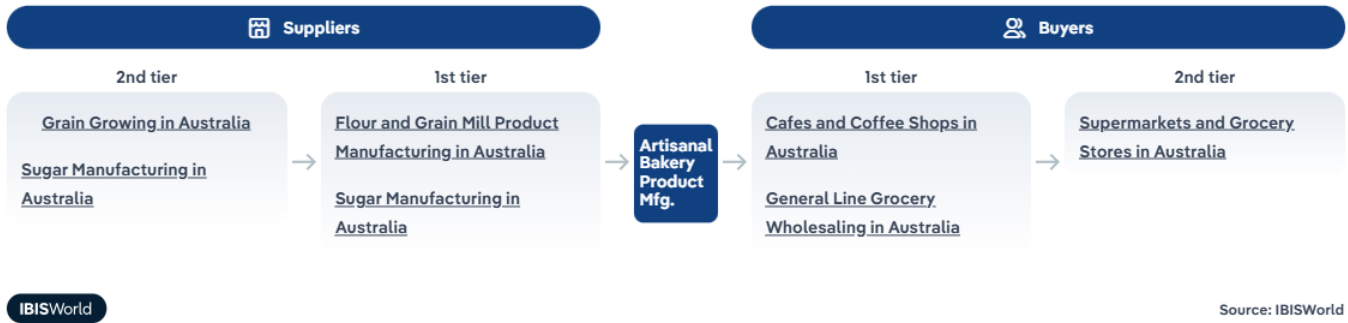 Suppliers
Buyers
2nd tier
1st tier
1st tier
2nd tier
Grain Growing in Australia
Sugar Manufacturing in
Australia
Flour and Grain Mill Product
Manufacturing in Australia
Sugar Manufacturing in
Australia
Artisanal
Bakery
Product
Mfg.
Cafes and Coffee Shops in
Australia
General Line Grocery
Wholesaling in Australia
Supermarkets and Grocery
Stores in Australia
IBISWorld
Source: IBISWorld